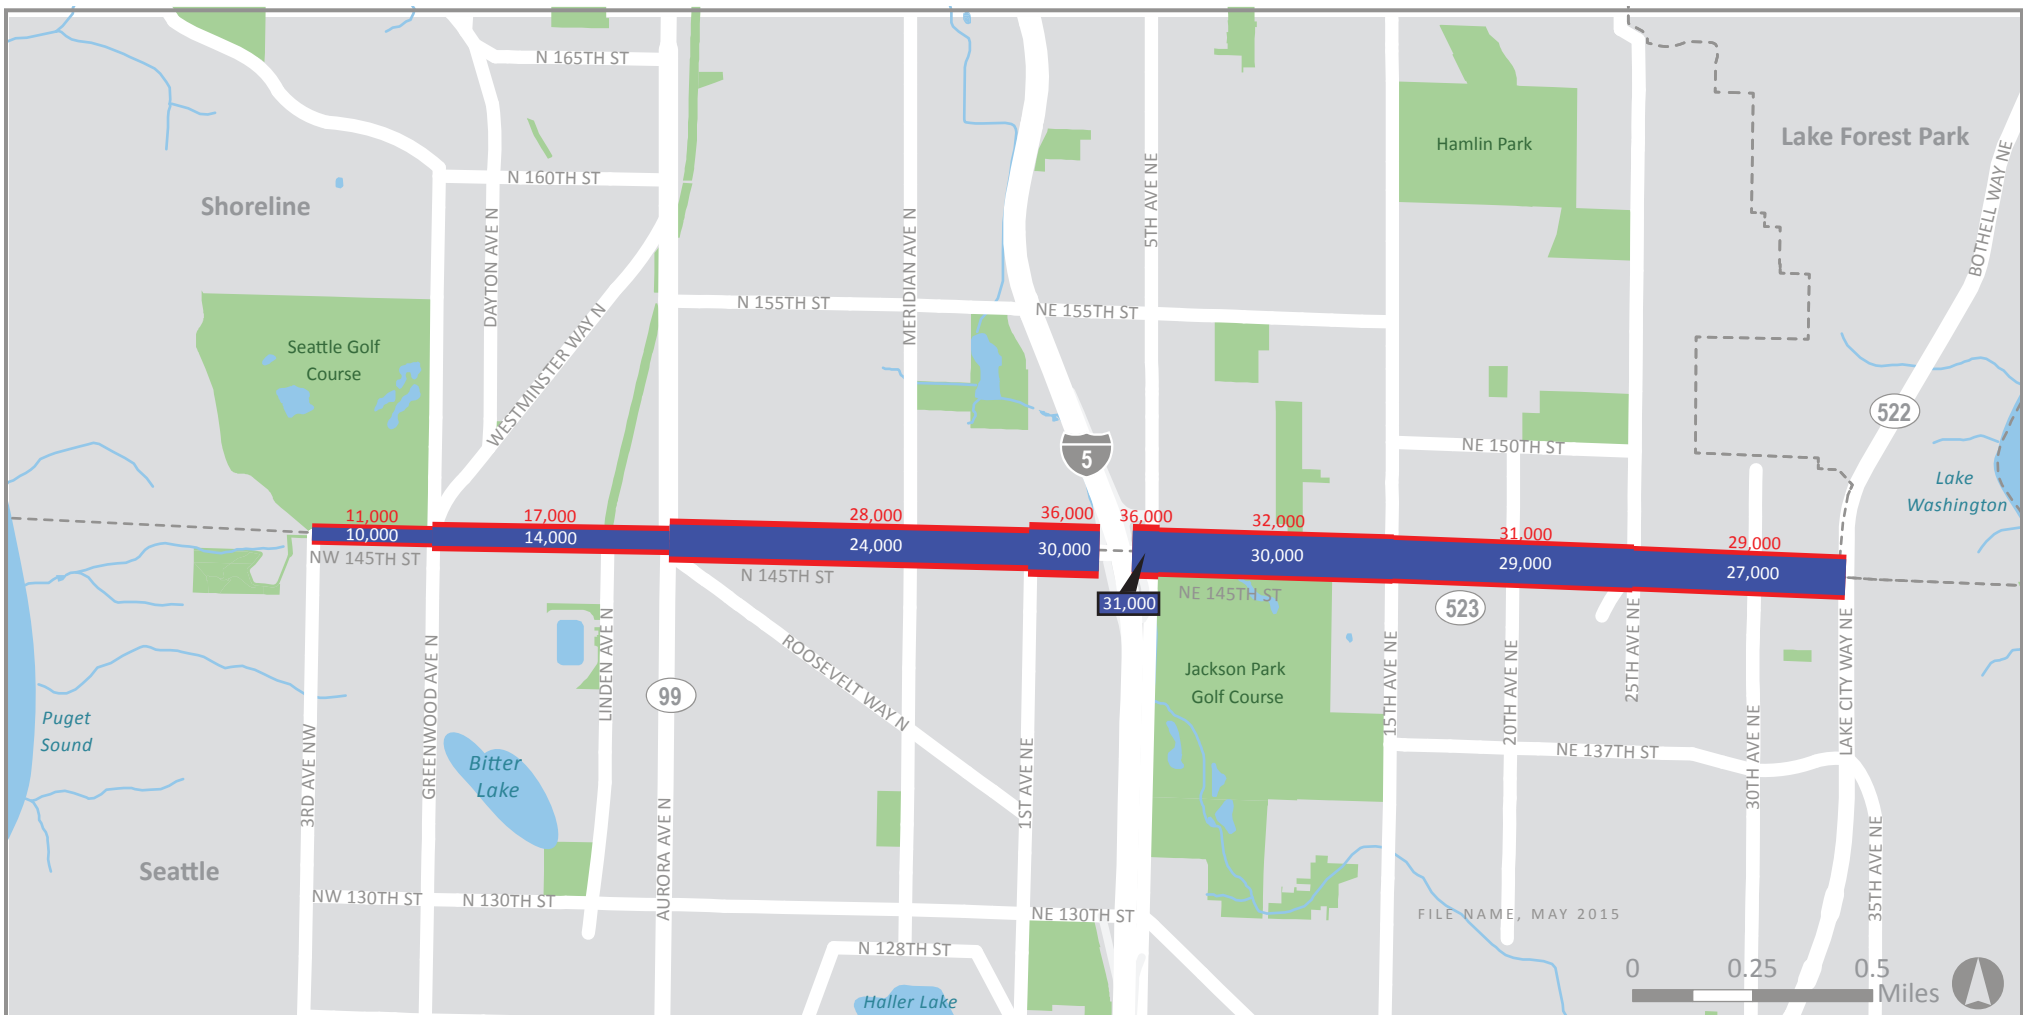 N 165TH ST
Hamlin Park
Lake Forest Park
N 160TH ST
Shoreline
DAYTON AVE N
MERIDIAN AVE N
5TH AVE NE
BOTHELL WAY NE
N 155TH ST
NE 155TH ST
Seattle Golf
Course
WESTMINSTER WAY N
522
5
NE 150TH ST
Lake
Washington
11,000
17,000
28,000
36,000
36,000
32,000
31,000
29,000
10,000
14,000
24,000
30,000
30,000
29,000
27,000
NW 145TH ST
N 145TH ST
31,000
NE 145TH ST
523
GREENWOOD AVE N
LINDEN AVE N
ROOSEVELT WAY N
Jackson Park
Golf Course
15TH AVE NE
20TH AVE NE
25TH AVE NE
LAKE CITY WAY NE
99
Puget
Sound
3RD AVE NW
Bitter
Lake
1ST AVE NE
NE 137TH ST
30TH AVE NE
AURORA AVE N
35TH AVE NE
Seattle
NW 130TH ST
N 130TH ST
NE 130TH ST
FILE NAME, MAY 2015
N 128TH ST
Haller Lake
0 0.25 0.5
Miles